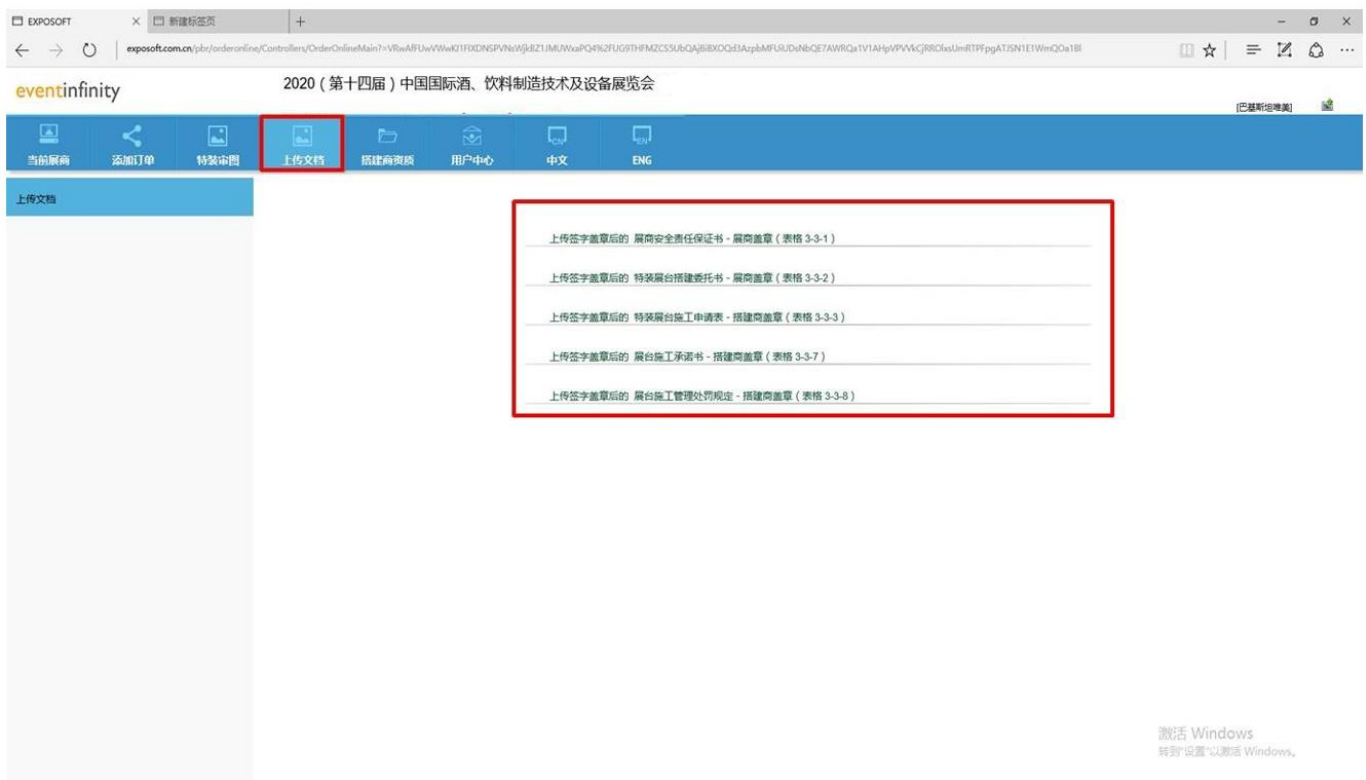 EXPOSOFT
新建标签页
eventinfinity
2020（第十四届）中国国际酒、饮料制造技术及设备展览会
[巴基斯坦唯美]
当前展商
添加订单
特装审图
上传文档
搭建商资质
用户中心
中文
ENG
上传文档
上传签字盖章后的 展商安全责任保证书 - 展商盖章（表格 3-3-1）
上传签字盖章后的 特装展台搭建委托书 - 展商盖章（表格 3-3-2）
上传签字盖章后的 特装展台施工申请表 - 搭建商盖章（表格 3-3-3）
上传签字盖章后的 展台施工承诺书 - 搭建商盖章（表格 3-3-7）
上传签字盖章后的 展台施工管理处罚规定 - 搭建商盖章（表格 3-3-8）
激活 Windows
转到"设置"以激活 Windows。